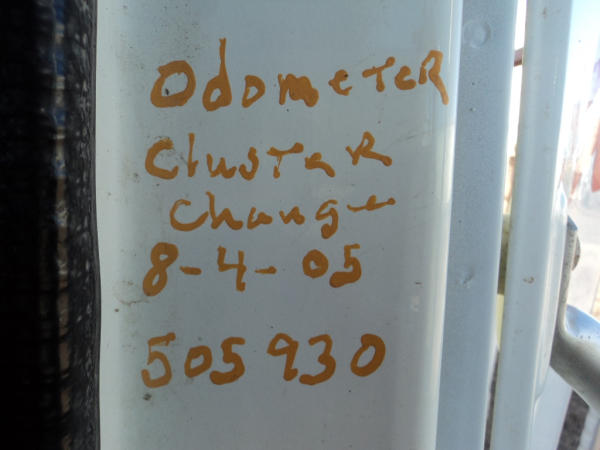 Odometer
Cluster
Change
8-4-05
505930